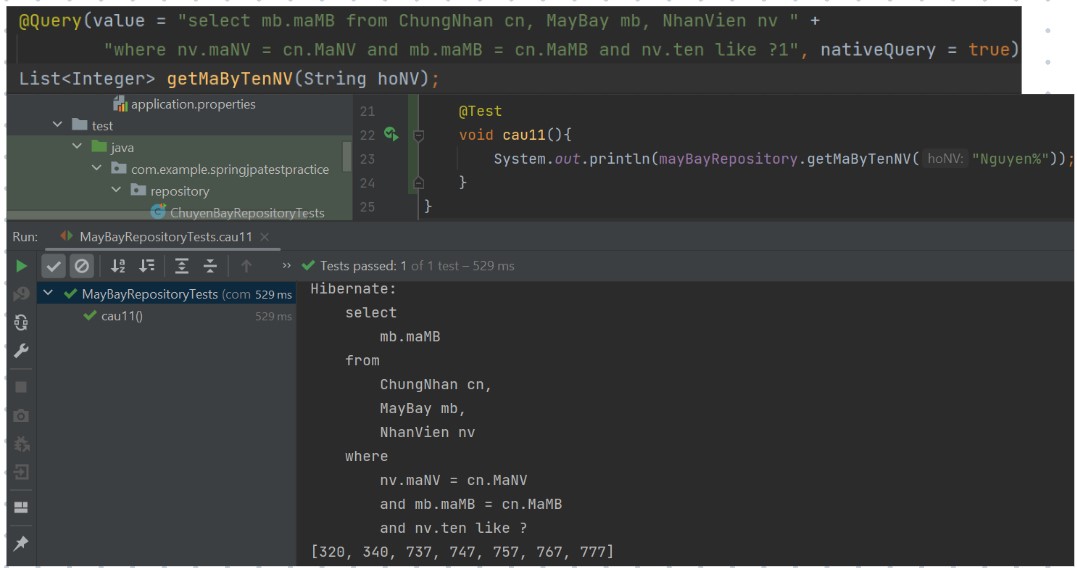 @Query(value = "select mb.maMB from ChungNhan cn, MayBay mb, NhanVien nv " +
"where nv.maNV = cn.MaNV and mb.maMB = cn.MaMB and nv.ten like ?1", nativeQuery = true)
List<Integer> getMaByTenNV(String hoNV);
application.properties
test
java
com.example.springjpatestpractice
repository
ChuyenBayRepositoryTests
21 @Test
22 void cau11(){
23 System.out.println(mayBayRepository.getMaByTenNV( hoNV: "Nguyen%"));
24 }
25 }
Run: MayBayRepositoryTests.cau11 ×
» Tests passed: 1 of 1 test – 529 ms
MayBayRepositoryTests (com 529 ms
cau11() 529 ms
Hibernate:
select
mb.maMB
from
ChungNhan cn,
MayBay mb,
NhanVien nv
where
nv.maNV = cn.MaNV
and mb.maMB = cn.MaMB
and nv.ten like ?
[320, 340, 737, 747, 757, 767, 777]